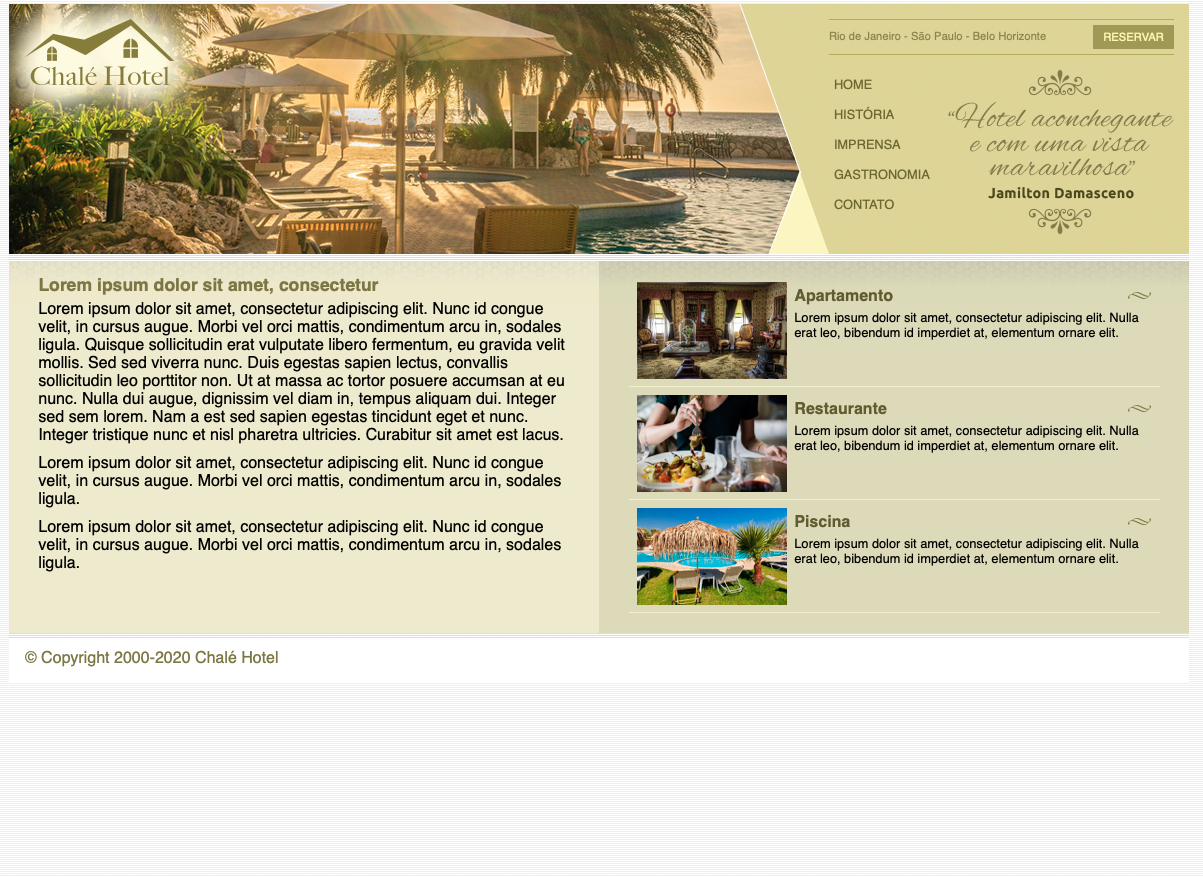 Chalé Hotel
Rio de Janeiro - São Paulo - Belo Horizonte
RESERVAR
HOME
HISTÓRIA
IMPRENSA
GASTRONOMIA
CONTATO
“Hotel aconchegante
e com uma vista
maravilhosa”
Jamilton Damasceno
Lorem ipsum dolor sit amet, consectetur
Lorem ipsum dolor sit amet, consectetur adipiscing elit. Nunc id congue
velit, in cursus augue. Morbi vel orci mattis, condimentum arcu in, sodales
ligula. Quisque sollicitudin erat vulputate libero fermentum, eu gravida velit
mollis. Sed sed viverra nunc. Duis egestas sapien lectus, convallis
sollicitudin leo porttitor non. Ut at massa ac tortor posuere accumsan at eu
nunc. Nulla dui augue, dignissim vel diam in, tempus aliquam dui. Integer
sed sem lorem. Nam a est sed sapien egestas tincidunt eget et nunc.
Integer tristique nunc et nisl pharetra ultricies. Curabitur sit amet est lacus.
Lorem ipsum dolor sit amet, consectetur adipiscing elit. Nunc id congue
velit, in cursus augue. Morbi vel orci mattis, condimentum arcu in, sodales
ligula.
Lorem ipsum dolor sit amet, consectetur adipiscing elit. Nunc id congue
velit, in cursus augue. Morbi vel orci mattis, condimentum arcu in, sodales
ligula.
Apartamento
Lorem ipsum dolor sit amet, consectetur adipiscing elit. Nulla
erat leo, bibendum id imperdiet at, elementum ornare elit.
Restaurante
Lorem ipsum dolor sit amet, consectetur adipiscing elit. Nulla
erat leo, bibendum id imperdiet at, elementum ornare elit.
Piscina
Lorem ipsum dolor sit amet, consectetur adipiscing elit. Nulla
erat leo, bibendum id imperdiet at, elementum ornare elit.
© Copyright 2000-2020 Chalé Hotel